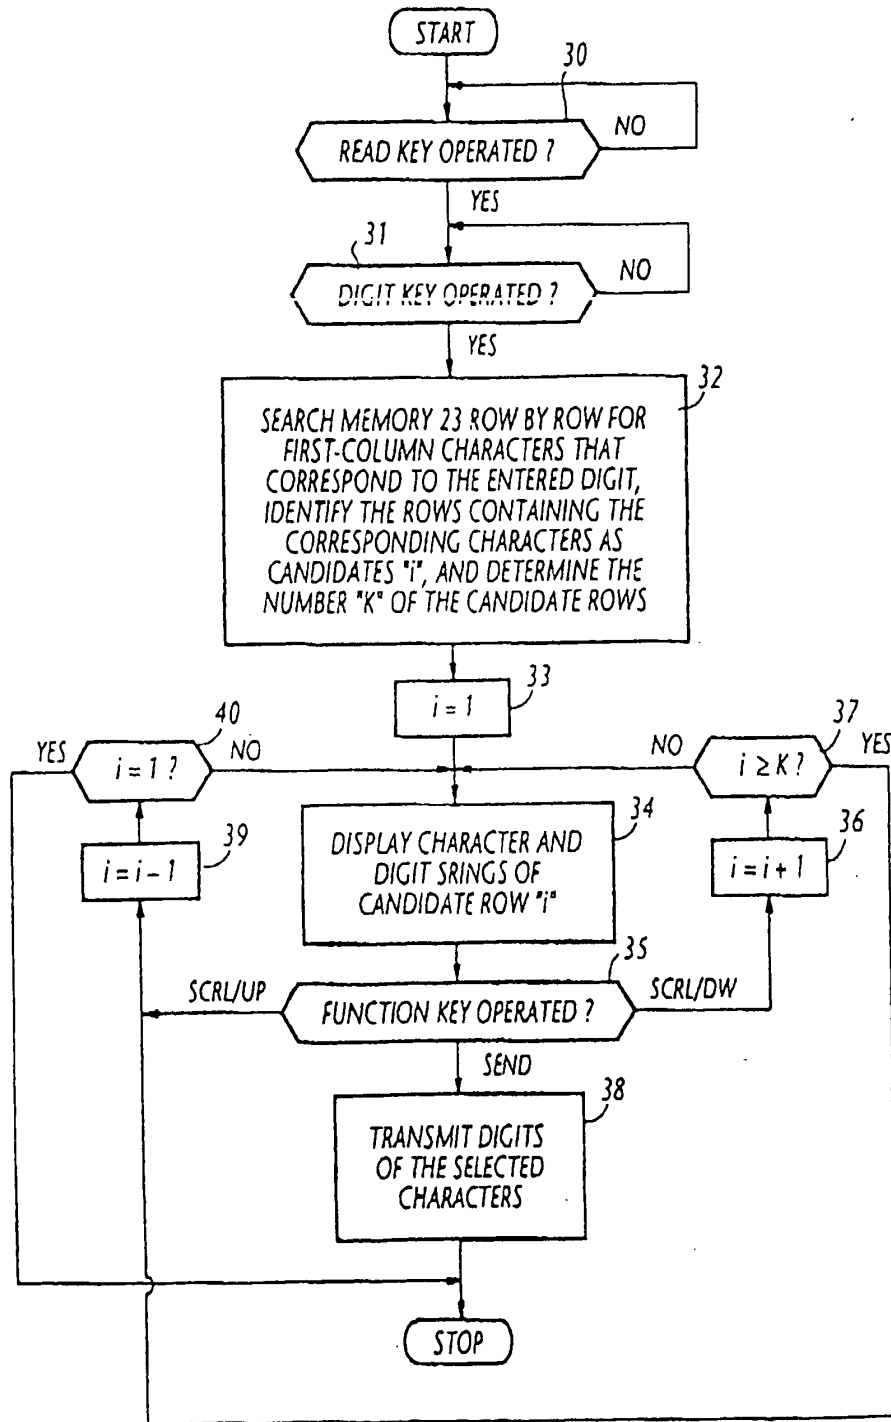 START
30
READ KEY OPERATED ?
NO
YES
31
DIGIT KEY OPERATED ?
NO
YES
32
SEARCH MEMORY 23 ROW BY ROW FOR
FIRST-COLUMN CHARACTERS THAT
CORRESPOND TO THE ENTERED DIGIT,
IDENTIFY THE ROWS CONTAINING THE
CORRESPONDING CHARACTERS AS
CANDIDATES "i", AND DETERMINE THE
NUMBER "K" OF THE CANDIDATE ROWS
33
i = 1
40
YES
i = 1 ?
NO
37
NO
i ≥ K ?
YES
39
i = i − 1
34
DISPLAY CHARACTER AND
DIGIT SRINGS OF
CANDIDATE ROW "i"
36
i = i + 1
35
SCRL/UP
FUNCTION KEY OPERATED ?
SCRL/DW
SEND
38
TRANSMIT DIGITS
OF THE SELECTED
CHARACTERS
STOP